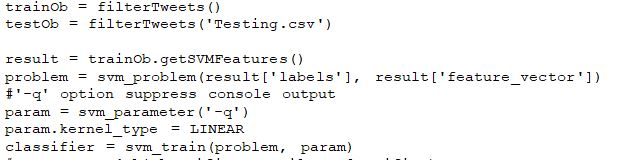 trainOb = filterTweets()
testOb = filterTweets('Testing.csv')
result = trainOb.getSVMFeatures()
problem = svm_problem(result['labels'], result['feature_vector'])
#'-q' option suppress console output
param = svm_parameter('-q')
param.kernel_type = LINEAR
classifier = svm_train(problem, param)